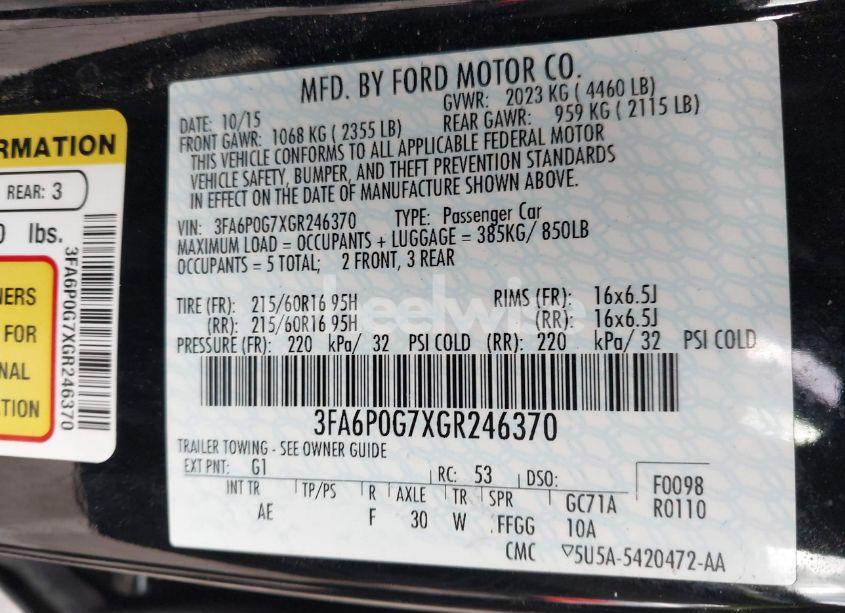 RMATION
REAR: 3
0 lbs.
NERS
FOR
NAL
TION
3FA6P0G7XGR246370
MFD. BY FORD MOTOR CO.
DATE: 10/15 GVWR: 2023 KG ( 4460 LB)
FRONT GAWR: 1068 KG ( 2355 LB) REAR GAWR: 959 KG ( 2115 LB)
THIS VEHICLE CONFORMS TO ALL APPLICABLE FEDERAL MOTOR
VEHICLE SAFETY, BUMPER, AND THEFT PREVENTION STANDARDS
IN EFFECT ON THE DATE OF MANUFACTURE SHOWN ABOVE.
VIN: 3FA6P0G7XGR246370 TYPE: Passenger Car
MAXIMUM LOAD = OCCUPANTS + LUGGAGE = 385KG/ 850LB
OCCUPANTS = 5 TOTAL; 2 FRONT, 3 REAR
TIRE (FR): 215/60R16 95H RIMS (FR): 16x6.5J
(RR): 215/60R16 95H (RR): 16x6.5J
PRESSURE (FR): 220 kPa/ 32 PSI COLD (RR): 220 kPa/ 32 PSI COLD
3FA6P0G7XGR246370
TRAILER TOWING - SEE OWNER GUIDE
EXT PNT: G1 RC: 53 DSO: F0098
INT TR TP/PS R AXLE TR SPR GC71A R0110
AE F 30 W FFGG 10A
CMC ▽5U5A-5420472-AA